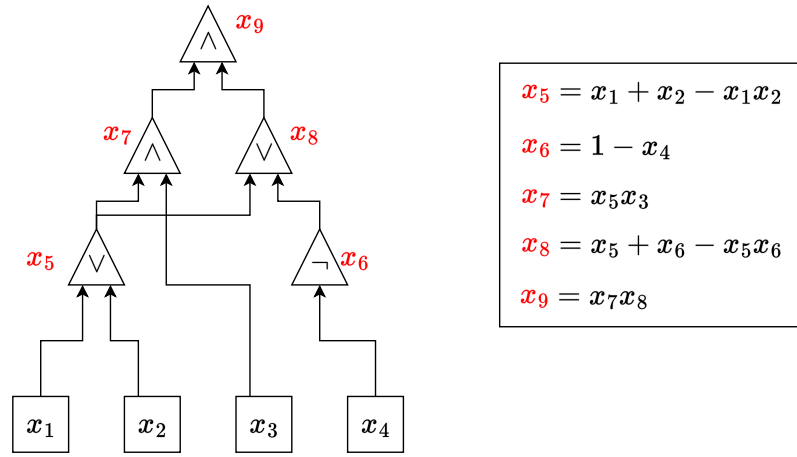 ∧ x₉
x₇ ∧ ∨ x₈
x₅ ∨ ¬ x₆
x₁ x₂ x₃ x₄
x₅ = x₁ + x₂ − x₁x₂
x₆ = 1 − x₄
x₇ = x₅x₃
x₈ = x₅ + x₆ − x₅x₆
x₉ = x₇x₈